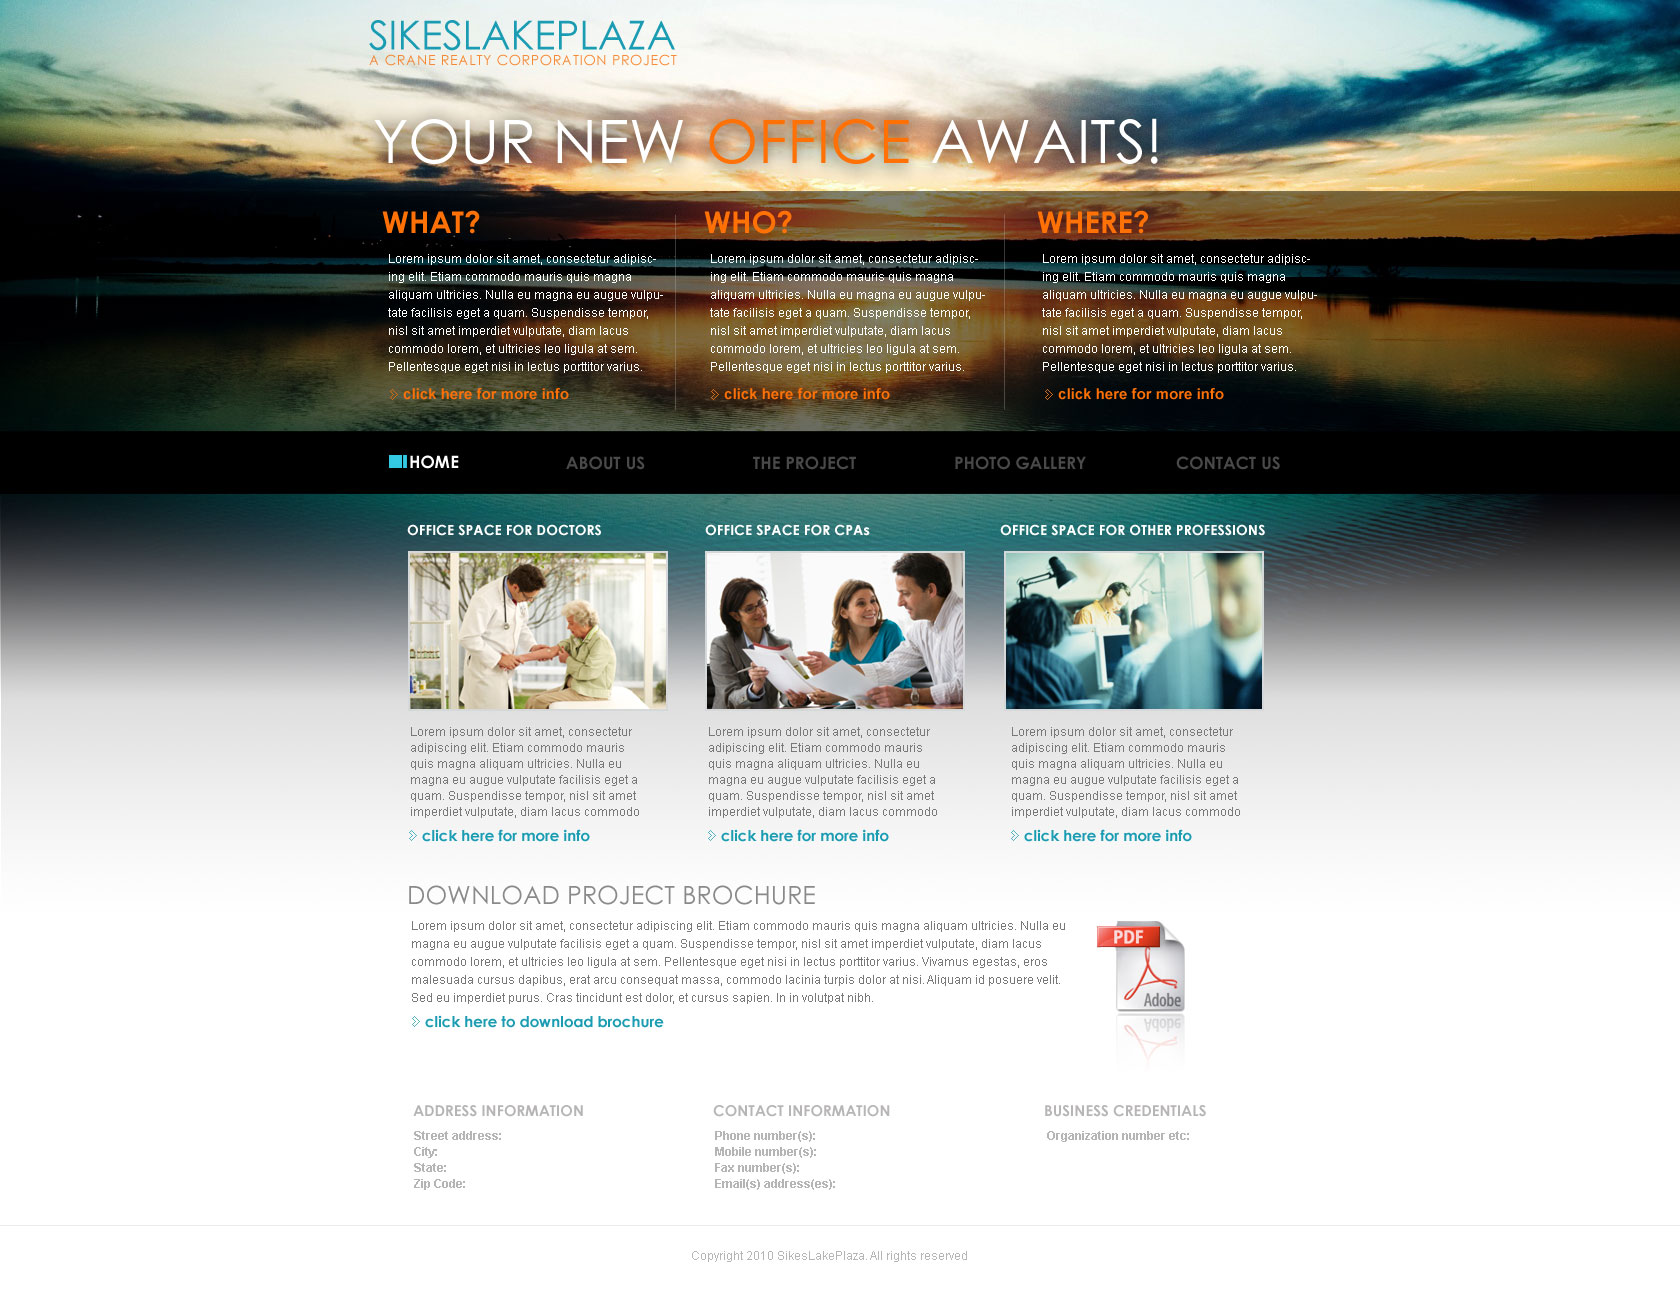 SIKESLAKEPLAZA
A CRANE REALTY CORPORATION PROJECT
YOUR NEW OFFICE AWAITS!
WHAT?
Lorem ipsum dolor sit amet, consectetur adipisc-
ing elit. Etiam commodo mauris quis magna
aliquam ultricies. Nulla eu magna eu augue vulpu-
tate facilisis eget a quam. Suspendisse tempor,
nisl sit amet imperdiet vulputate, diam lacus
commodo lorem, et ultricies leo ligula at sem.
Pellentesque eget nisi in lectus porttitor varius.
click here for more info
WHO?
Lorem ipsum dolor sit amet, consectetur adipisc-
ing elit. Etiam commodo mauris quis magna
aliquam ultricies. Nulla eu magna eu augue vulpu-
tate facilisis eget a quam. Suspendisse tempor,
nisl sit amet imperdiet vulputate, diam lacus
commodo lorem, et ultricies leo ligula at sem.
Pellentesque eget nisi in lectus porttitor varius.
click here for more info
WHERE?
Lorem ipsum dolor sit amet, consectetur adipisc-
ing elit. Etiam commodo mauris quis magna
aliquam ultricies. Nulla eu magna eu augue vulpu-
tate facilisis eget a quam. Suspendisse tempor,
nisl sit amet imperdiet vulputate, diam lacus
commodo lorem, et ultricies leo ligula at sem.
Pellentesque eget nisi in lectus porttitor varius.
click here for more info
HOME
ABOUT US
THE PROJECT
PHOTO GALLERY
CONTACT US
OFFICE SPACE FOR DOCTORS
Lorem ipsum dolor sit amet, consectetur
adipiscing elit. Etiam commodo mauris
quis magna aliquam ultricies. Nulla eu
magna eu augue vulputate facilisis eget a
quam. Suspendisse tempor, nisl sit amet
imperdiet vulputate, diam lacus commodo
click here for more info
OFFICE SPACE FOR CPAs
Lorem ipsum dolor sit amet, consectetur
adipiscing elit. Etiam commodo mauris
quis magna aliquam ultricies. Nulla eu
magna eu augue vulputate facilisis eget a
quam. Suspendisse tempor, nisl sit amet
imperdiet vulputate, diam lacus commodo
click here for more info
OFFICE SPACE FOR OTHER PROFESSIONS
Lorem ipsum dolor sit amet, consectetur
adipiscing elit. Etiam commodo mauris
quis magna aliquam ultricies. Nulla eu
magna eu augue vulputate facilisis eget a
quam. Suspendisse tempor, nisl sit amet
imperdiet vulputate, diam lacus commodo
click here for more info
DOWNLOAD PROJECT BROCHURE
Lorem ipsum dolor sit amet, consectetur adipiscing elit. Etiam commodo mauris quis magna aliquam ultricies. Nulla eu
magna eu augue vulputate facilisis eget a quam. Suspendisse tempor, nisl sit amet imperdiet vulputate, diam lacus
commodo lorem, et ultricies leo ligula at sem. Pellentesque eget nisi in lectus porttitor varius. Vivamus egestas, eros
malesuada cursus dapibus, erat arcu consequat massa, commodo lacinia turpis dolor at nisi. Aliquam id posuere velit.
Sed eu imperdiet purus. Cras tincidunt est dolor, et cursus sapien. In in volutpat nibh.
click here to download brochure
PDF
Adobe
ADDRESS INFORMATION
Street address:
City:
State:
Zip Code:
CONTACT INFORMATION
Phone number(s):
Mobile number(s):
Fax number(s):
Email(s) address(es):
BUSINESS CREDENTIALS
Organization number etc:
Copyright 2010 SikesLakePlaza. All rights reserved